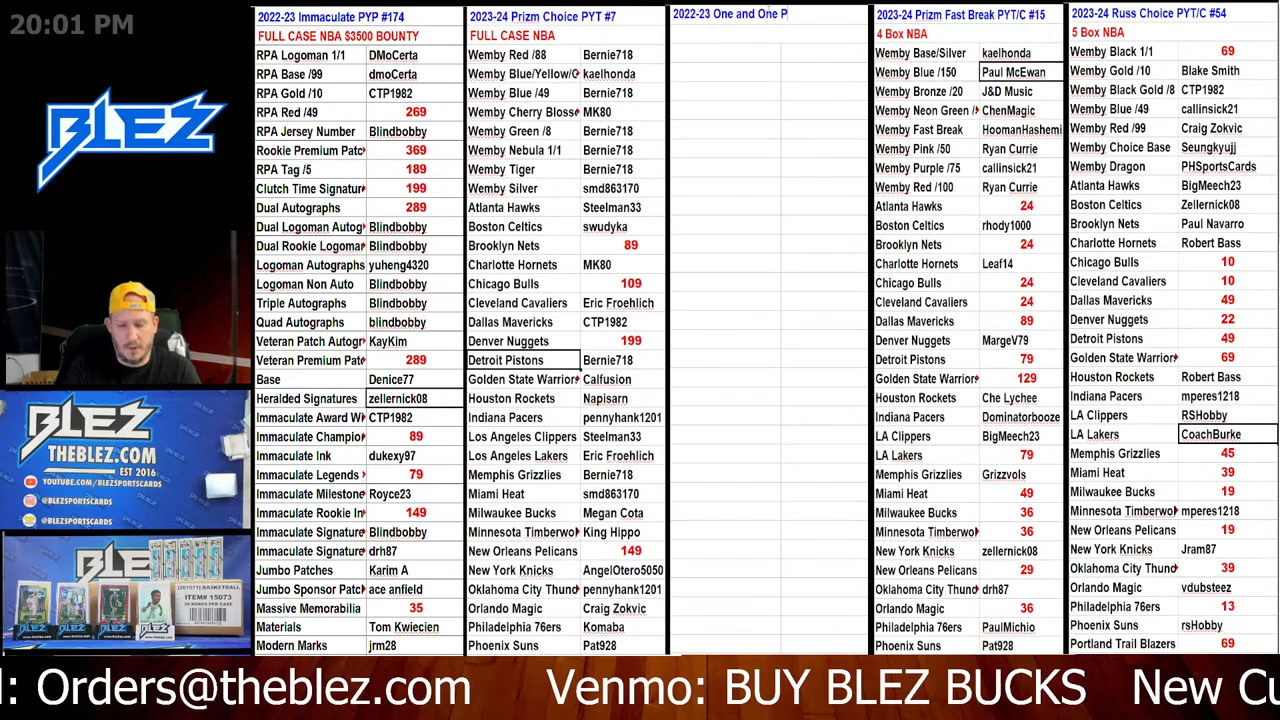 20:01 PM
BLEZ
BLEZ
THEBLEZ.COM
EST 2016
YOUTUBE.COM/BLEZSPORTSCARDS
@BLEZSPORTSCARDS
@BLEZSPORTSCARDS
BLEZ
[201571] BASKETBALL
ITEM# 15073
20 BOXES PER CASE
2022-23 Immaculate PYP #174
FULL CASE NBA $3500 BOUNTY
RPA Logoman 1/1 DMoCerta
RPA Base /99 dmoCerta
RPA Gold /10 CTP1982
RPA Red /49 269
RPA Jersey Number Blindbobby
Rookie Premium Patc 369
RPA Tag /5 189
Clutch Time Signatur 199
Dual Autographs 289
Dual Logoman Autog Blindbobby
Dual Rookie Logoma Blindbobby
Logoman Autographs yuheng4320
Logoman Non Auto Blindbobby
Triple Autographs Blindbobby
Quad Autographs blindbobby
Veteran Patch Autogr KayKim
Veteran Premium Pat 289
Base Denice77
Heralded Signatures zellernick08
Immaculate Award W CTP1982
Immaculate Champio 89
Immaculate Ink dukexy97
Immaculate Legends 79
Immaculate Milestone Royce23
Immaculate Rookie In 149
Immaculate Signature Blindbobby
Immaculate Signature drh87
Jumbo Patches Karim A
Jumbo Sponsor Patc ace anfield
Massive Memorabilia 35
Materials Tom Kwiecien
Modern Marks jrm28
2023-24 Prizm Choice PYT #7
FULL CASE NBA
Wemby Red /88 Bernie718
Wemby Blue/Yellow/G kaelhonda
Wemby Blue /49 Bernie718
Wemby Cherry Bloss MK80
Wemby Green /8 Bernie718
Wemby Nebula 1/1 Bernie718
Wemby Tiger Bernie718
Wemby Silver smd863170
Atlanta Hawks Steelman33
Boston Celtics swudyka
Brooklyn Nets 89
Charlotte Hornets MK80
Chicago Bulls 109
Cleveland Cavaliers Eric Froehlich
Dallas Mavericks CTP1982
Denver Nuggets 199
Detroit Pistons Bernie718
Golden State Warrior Calfusion
Houston Rockets Napisarn
Indiana Pacers pennyhank1201
Los Angeles Clippers Steelman33
Los Angeles Lakers Eric Froehlich
Memphis Grizzlies Bernie718
Miami Heat smd863170
Milwaukee Bucks Megan Cota
Minnesota Timberwo King Hippo
New Orleans Pelicans 149
New York Knicks AngelOtero5050
Oklahoma City Thund pennyhank1201
Orlando Magic Craig Zokvic
Philadelphia 76ers Komaba
Phoenix Suns Pat928
2022-23 One and One P
2023-24 Prizm Fast Break PYT/C #15
4 Box NBA
Wemby Base/Silver kaelhonda
Wemby Blue /150 Paul McEwan
Wemby Bronze /20 J&D Music
Wemby Neon Green / ChenMagic
Wemby Fast Break HoomanHashemi
Wemby Pink /50 Ryan Currie
Wemby Purple /75 callinsick21
Wemby Red /100 Ryan Currie
Atlanta Hawks 24
Boston Celtics rhody1000
Brooklyn Nets 24
Charlotte Hornets Leaf14
Chicago Bulls 24
Cleveland Cavaliers 24
Dallas Mavericks 89
Denver Nuggets MargeV79
Detroit Pistons 79
Golden State Warrior 129
Houston Rockets Che Lychee
Indiana Pacers Dominatorbooze
LA Clippers BigMeech23
LA Lakers 79
Memphis Grizzlies Grizzvols
Miami Heat 49
Milwaukee Bucks 36
Minnesota Timberwo 36
New York Knicks zellernick08
New Orleans Pelicans 29
Oklahoma City Thund drh87
Orlando Magic 36
Philadelphia 76ers PaulMichio
Phoenix Suns Pat928
2023-24 Russ Choice PYT/C #54
5 Box NBA
Wemby Black 1/1 69
Wemby Gold /10 Blake Smith
Wemby Black Gold /8 CTP1982
Wemby Blue /49 callinsick21
Wemby Red /99 Craig Zokvic
Wemby Choice Base Seungkyujj
Wemby Dragon PHSportsCards
Atlanta Hawks BigMeech23
Boston Celtics Zellernick08
Brooklyn Nets Paul Navarro
Charlotte Hornets Robert Bass
Chicago Bulls 10
Cleveland Cavaliers 10
Dallas Mavericks 49
Denver Nuggets 22
Detroit Pistons 49
Golden State Warrior 69
Houston Rockets Robert Bass
Indiana Pacers mperes1218
LA Clippers RSHobby
LA Lakers CoachBurke
Memphis Grizzlies 45
Miami Heat 39
Milwaukee Bucks 19
Minnesota Timberwo mperes1218
New Orleans Pelicans 19
New York Knicks Jram87
Oklahoma City Thund 39
Orlando Magic vdubsteez
Philadelphia 76ers 13
Phoenix Suns rsHobby
Portland Trail Blazers 69
l: Orders@theblez.com Venmo: BUY BLEZ BUCKS New Cu